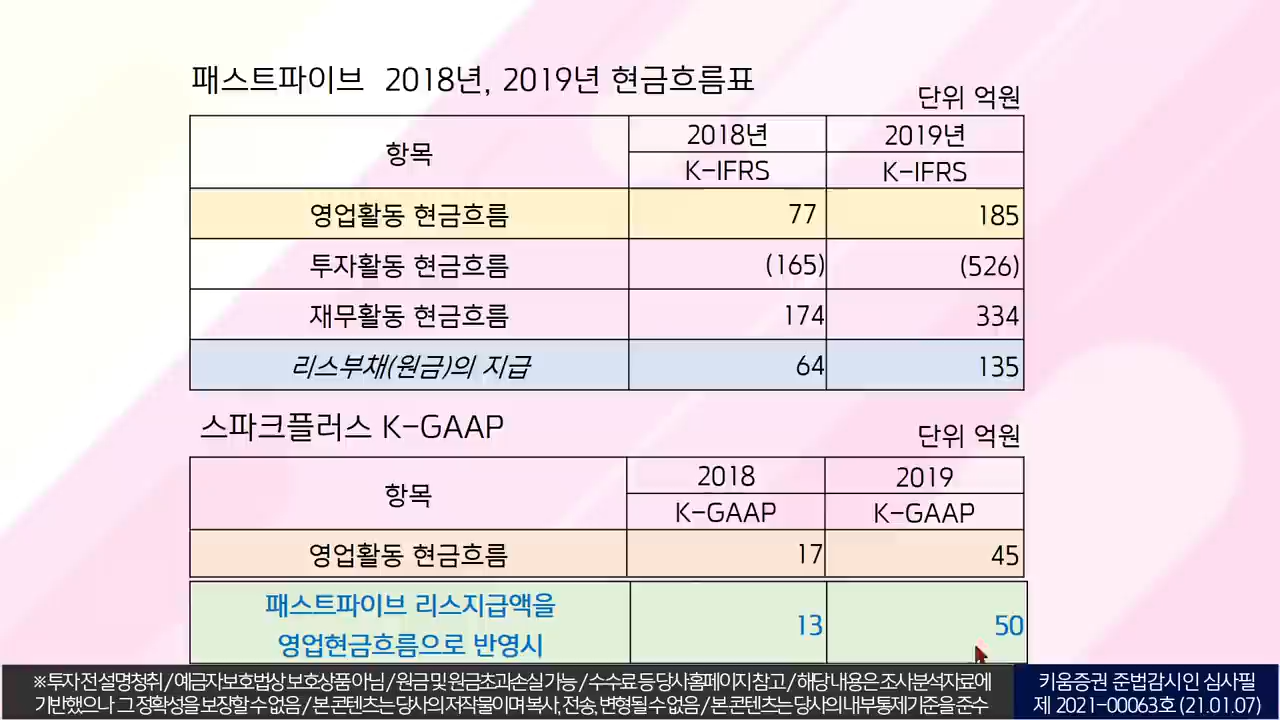 패스트파이브 2018년, 2019년 현금흐름표
단위 억원
항목 2018년 2019년
K-IFRS K-IFRS
영업활동 현금흐름 77 185
투자활동 현금흐름 (165) (526)
재무활동 현금흐름 174 334
리스부채(원금)의 지급 64 135
스파크플러스 K-GAAP
단위 억원
항목 2018 2019
K-GAAP K-GAAP
영업활동 현금흐름 17 45
패스트파이브 리스지급액을
영업현금흐름으로 반영시 13 50
※ 투자 전 설명청취 / 예금자보호법상 보호상품 아님 / 원금 및 원금초과손실 가능 / 수수료 등 당사홈페이지 참고 / 해당 내용은 조사분석자료에
기반했으나 그 정확성을 보장할 수 없음 / 본 콘텐츠는 당사의 저작물이며 복사, 전송, 변형될 수 없음 / 본 콘텐츠는 당사의 내부통제기준을 준수
키움증권 준법감시인 심사필
제 2021-00063호 (21.01.07)